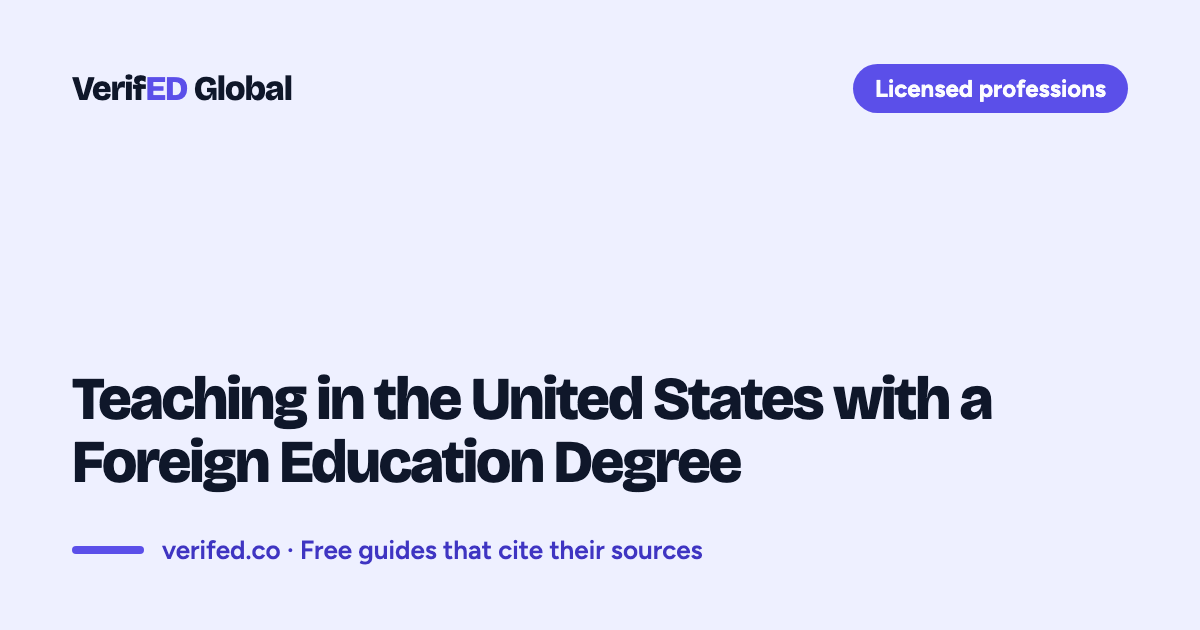 VerifED Global
Licensed professions
Teaching in the United States with a
Foreign Education Degree
verifed.co · Free guides that cite their sources